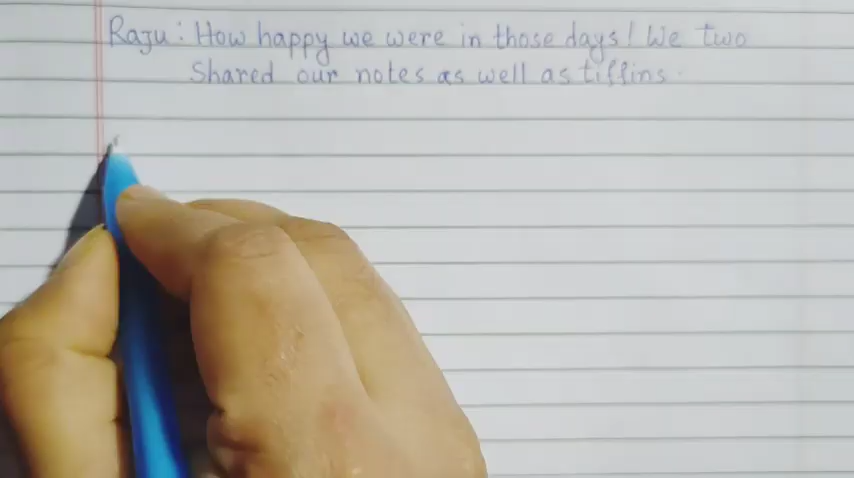 Raju : How happy we were in those days! We two
Shared our notes as well as tiffins.